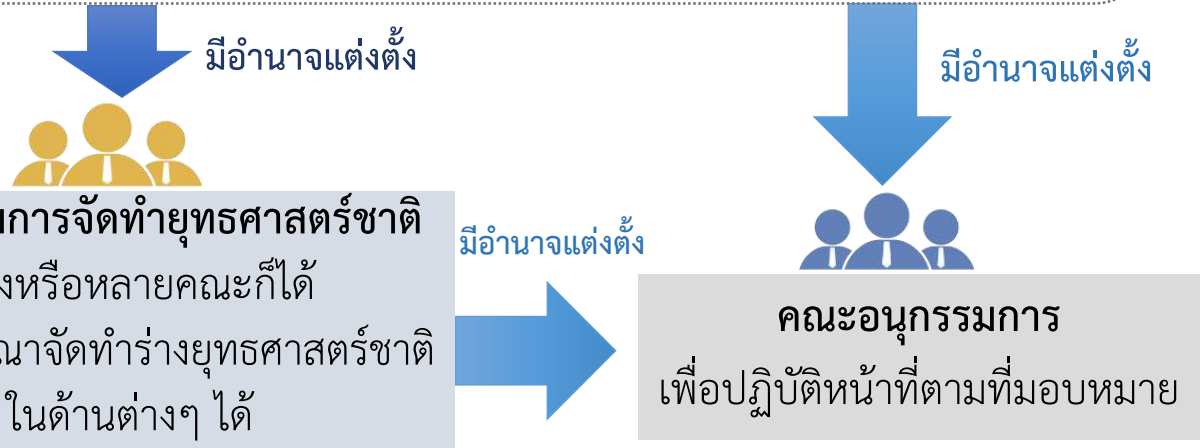 มีอำนาจแต่งตั้ง
มีอำนาจแต่งตั้ง
การจัดทำยุทธศาสตร์ชาติ
หรือหลายคณะก็ได้
มีอำนาจแต่งตั้ง
จัดทำร่างยุทธศาสตร์ชาติ
ในด้านต่างๆ ได้
คณะอนุกรรมการ
เพื่อปฏิบัติหน้าที่ตามที่มอบหมาย